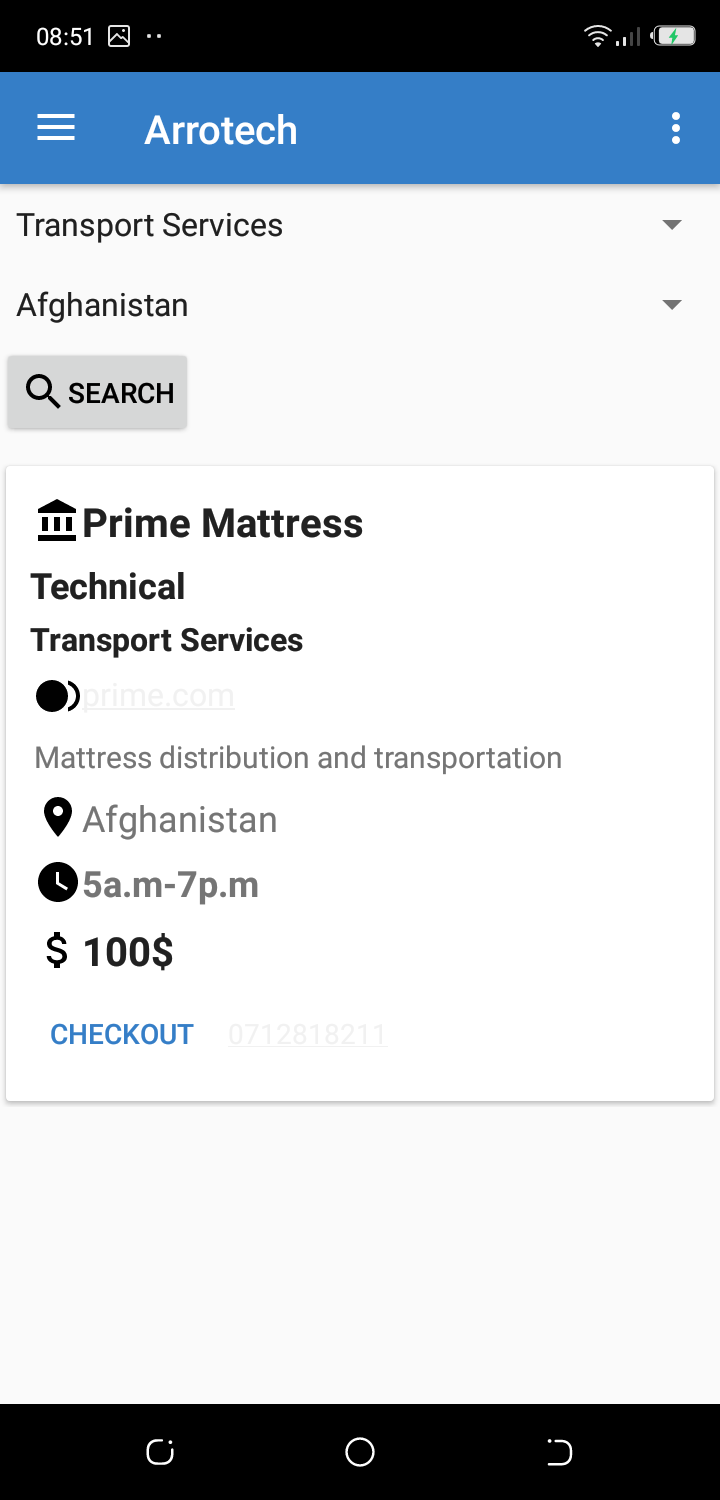 08:51
Arrotech
Transport Services
Afghanistan
SEARCH
Prime Mattress
Technical
Transport Services
prime.com
Mattress distribution and transportation
Afghanistan
5a.m-7p.m
$ 100$
CHECKOUT 0712818211